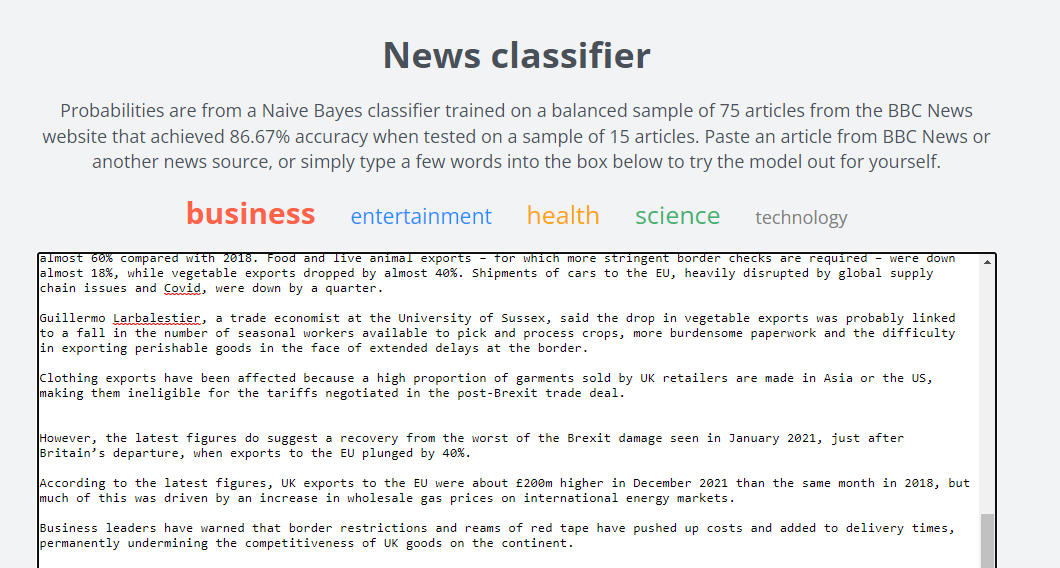 News classifier
Probabilities are from a Naive Bayes classifier trained on a balanced sample of 75 articles from the BBC News
website that achieved 86.67% accuracy when tested on a sample of 15 articles. Paste an article from BBC News or
another news source, or simply type a few words into the box below to try the model out for yourself.
business entertainment health science technology
almost 60% compared with 2018. Food and live animal exports – for which more stringent border checks are required – were down
almost 18%, while vegetable exports dropped by almost 40%. Shipments of cars to the EU, heavily disrupted by global supply
chain issues and Covid, were down by a quarter.
Guillermo Larbalestier, a trade economist at the University of Sussex, said the drop in vegetable exports was probably linked
to a fall in the number of seasonal workers available to pick and process crops, more burdensome paperwork and the difficulty
in exporting perishable goods in the face of extended delays at the border.
Clothing exports have been affected because a high proportion of garments sold by UK retailers are made in Asia or the US,
making them ineligible for the tariffs negotiated in the post-Brexit trade deal.
However, the latest figures do suggest a recovery from the worst of the Brexit damage seen in January 2021, just after
Britain’s departure, when exports to the EU plunged by 40%.
According to the latest figures, UK exports to the EU were about £200m higher in December 2021 than the same month in 2018, but
much of this was driven by an increase in wholesale gas prices on international energy markets.
Business leaders have warned that border restrictions and reams of red tape have pushed up costs and added to delivery times,
permanently undermining the competitiveness of UK goods on the continent.